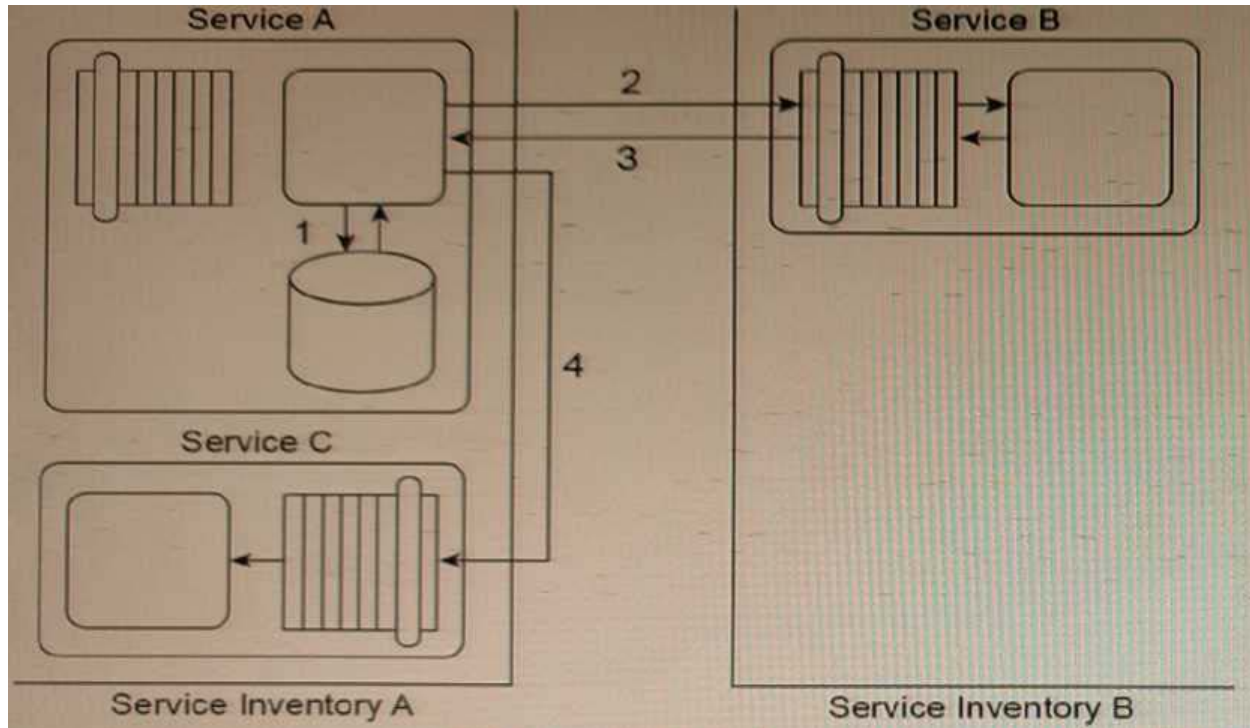 Service A
Service B
2
3
1
4
Service C
Service Inventory A
Service Inventory B